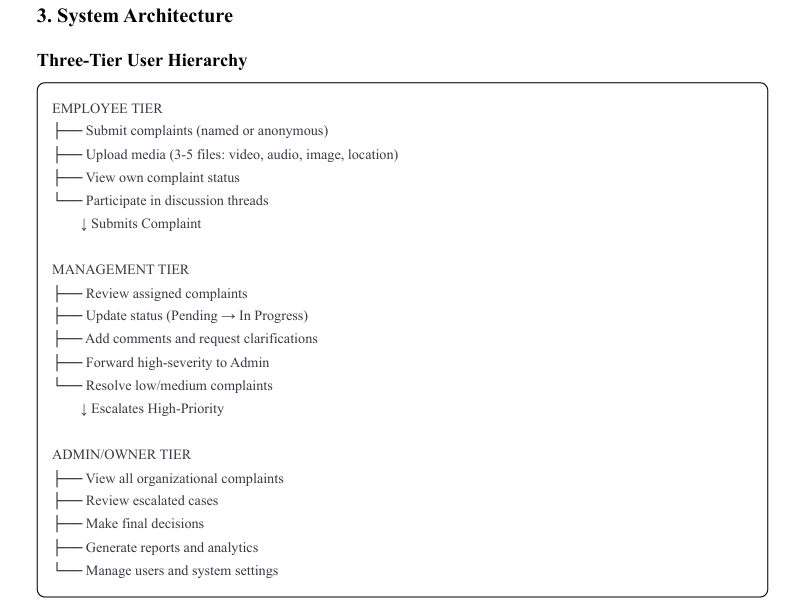 3. System Architecture
Three-Tier User Hierarchy
EMPLOYEE TIER
├── Submit complaints (named or anonymous)
├── Upload media (3-5 files: video, audio, image, location)
├── View own complaint status
└── Participate in discussion threads
↓ Submits Complaint
MANAGEMENT TIER
├── Review assigned complaints
├── Update status (Pending → In Progress)
├── Add comments and request clarifications
├── Forward high-severity to Admin
└── Resolve low/medium complaints
↓ Escalates High-Priority
ADMIN/OWNER TIER
├── View all organizational complaints
├── Review escalated cases
├── Make final decisions
├── Generate reports and analytics
└── Manage users and system settings